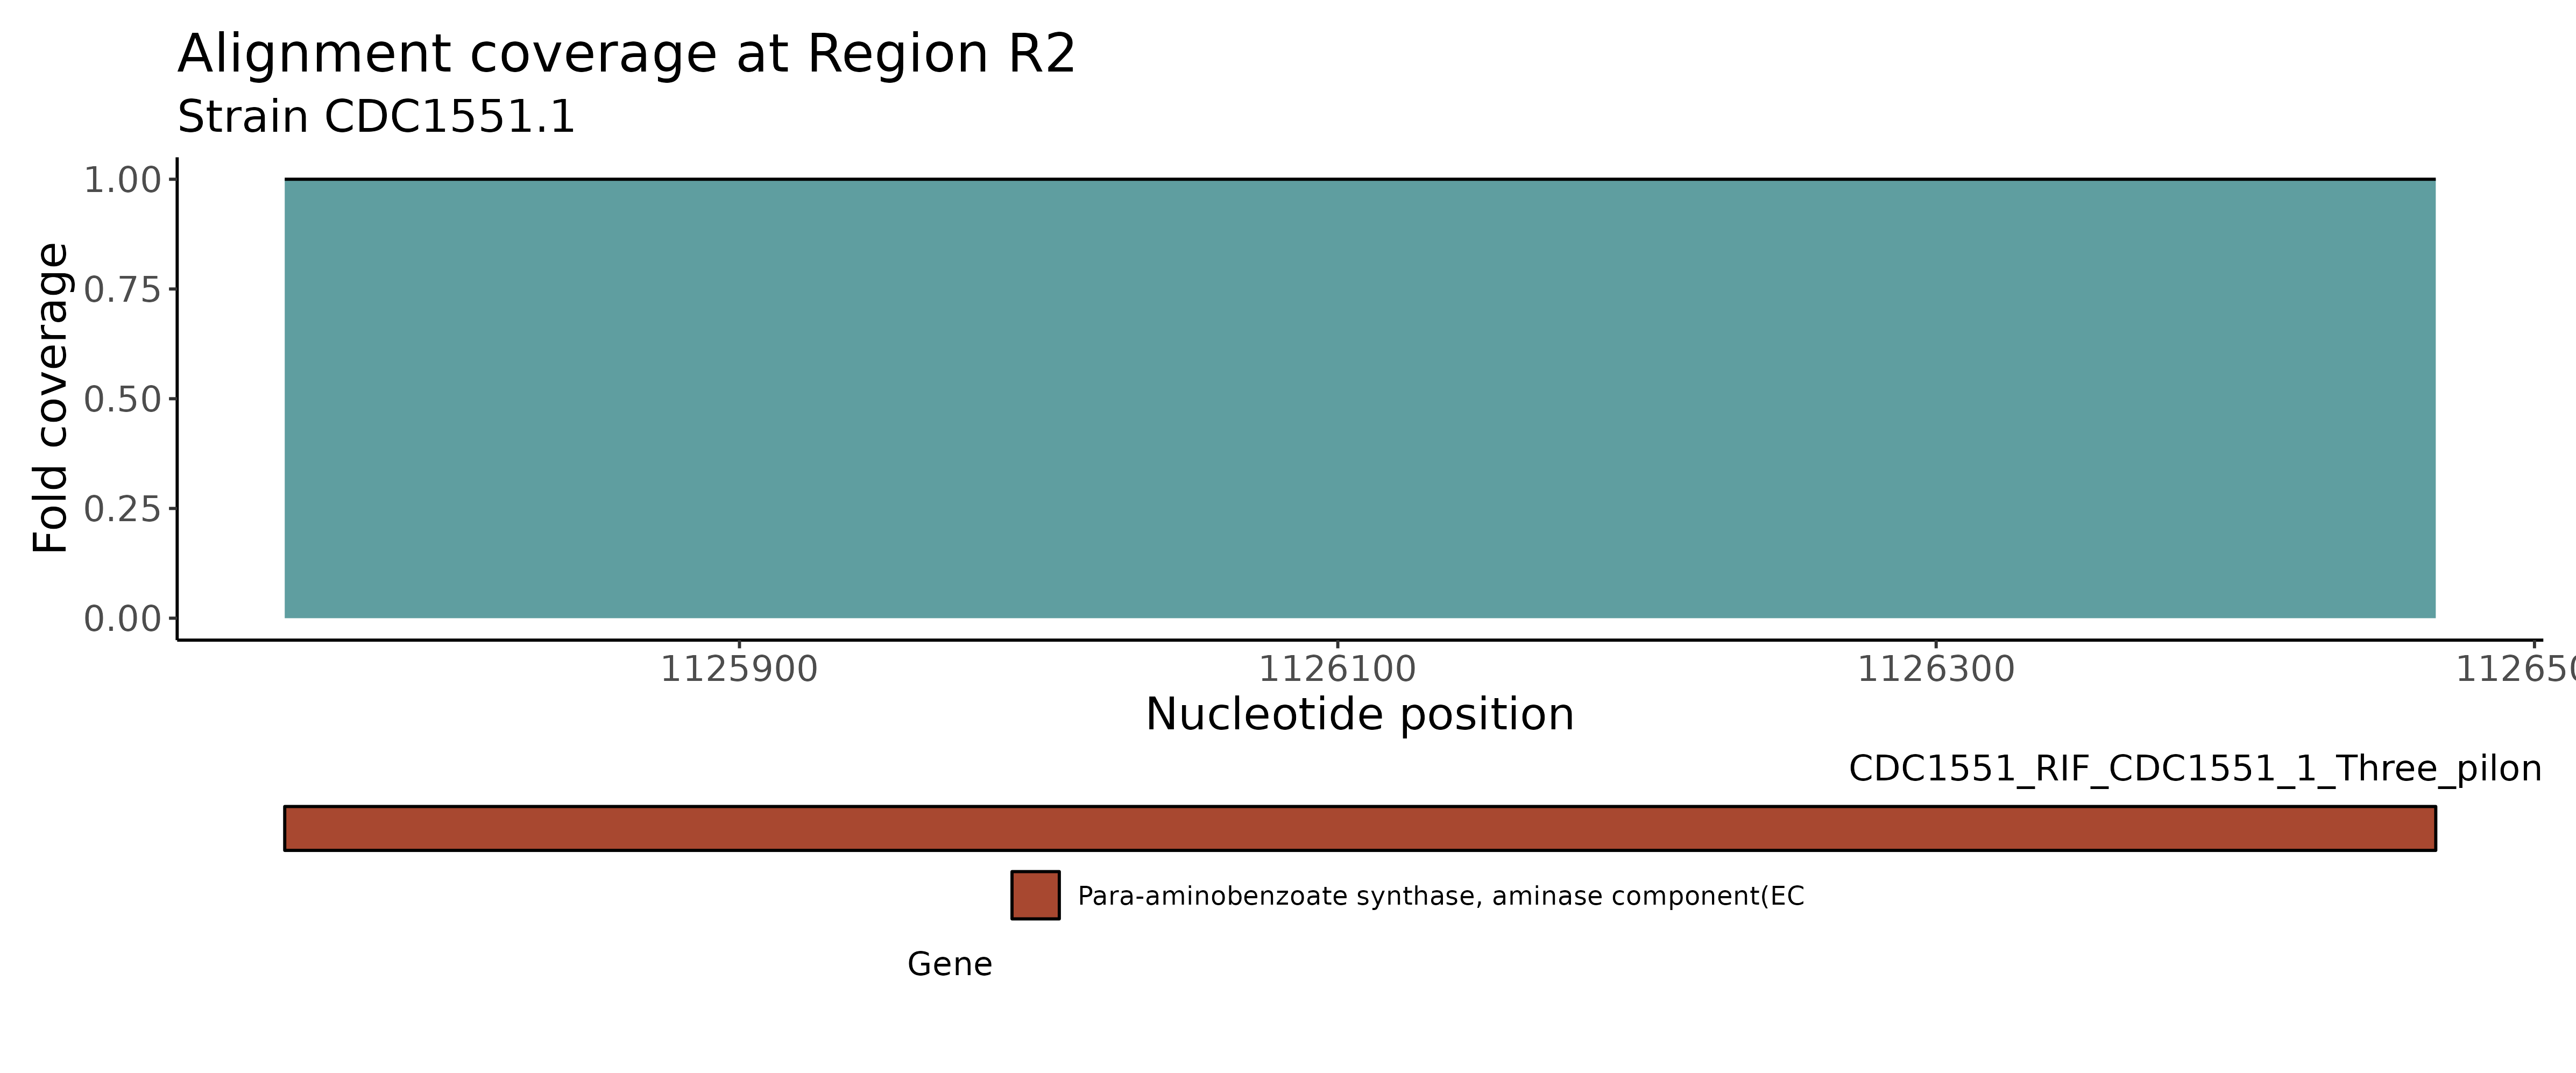 Alignment coverage at Region R2
Strain CDC1551.1
Fold coverage
1.00
0.75
0.50
0.25
0.00
1125900 1126100 1126300 112650
Nucleotide position
CDC1551_RIF_CDC1551_1_Three_pilon
Para-aminobenzoate synthase, aminase component(EC
Gene